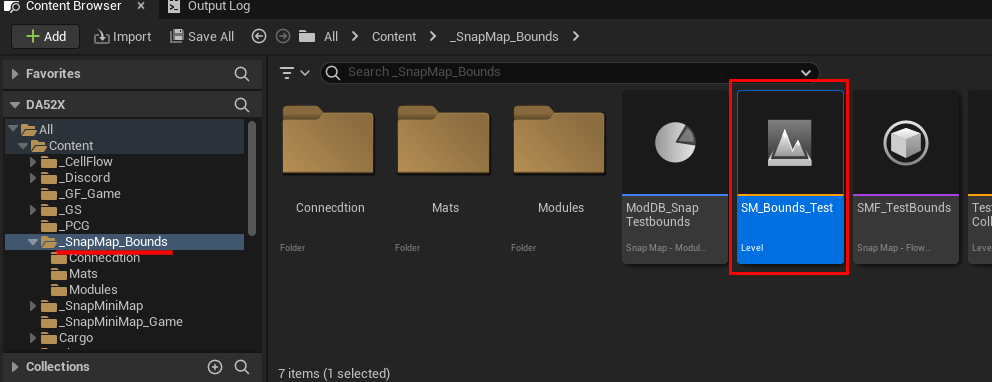 Content Browser
Output Log
Add
Import
Save All
All
Content
_SnapMap_Bounds
Favorites
Search _SnapMap_Bounds
DA52X
All
Content
_CellFlow
_Discord
_GF_Game
_GS
_PCG
_SnapMap_Bounds
Connecdtion
Mats
Modules
_SnapMiniMap
_SnapMiniMap_Game
Cargo
Collections
Connecdtion
Folder
Mats
Folder
Modules
Folder
ModDB_Snap
Testbounds
Snap Map - Modul...
SM_Bounds_Test
Level
SMF_TestBounds
Snap Map - Flow...
Test
Coll
7 items (1 selected)